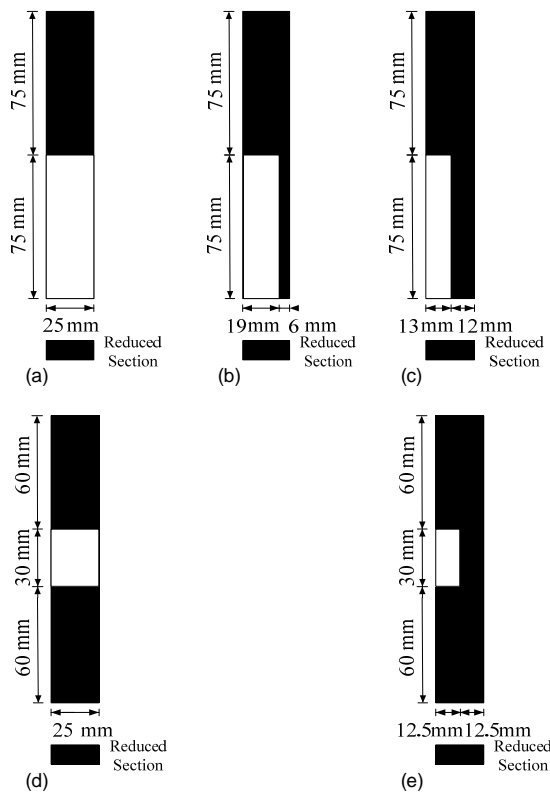 75 mm
75 mm
25 mm
Reduced
Section
(a)
75 mm
75 mm
19mm 6 mm
Reduced
Section
(b)
75 mm
75 mm
13mm 12mm
Reduced
Section
(c)
60 mm
30 mm
60 mm
25 mm
Reduced
Section
(d)
60 mm
30 mm
60 mm
12.5mm 12.5mm
Reduced
Section
(e)